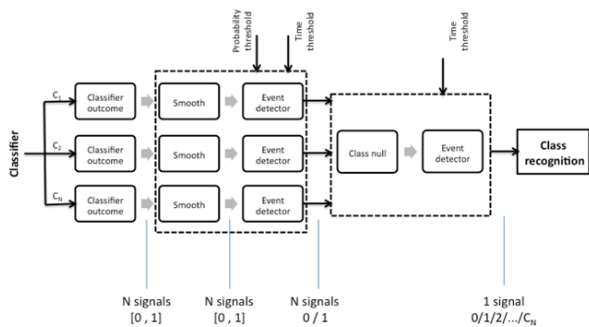 Probability
threshold
Time
threshold
Time
threshold
Classifier
C1
Classifier
outcome
Smooth
Event
detector
C2
Classifier
outcome
Smooth
Event
detector
Class null
Event
detector
Class
recognition
CN
Classifier
outcome
Smooth
Event
detector
N signals
[0 , 1]
N signals
[0 , 1]
N signals
0 / 1
1 signal
0/1/2/.../CN